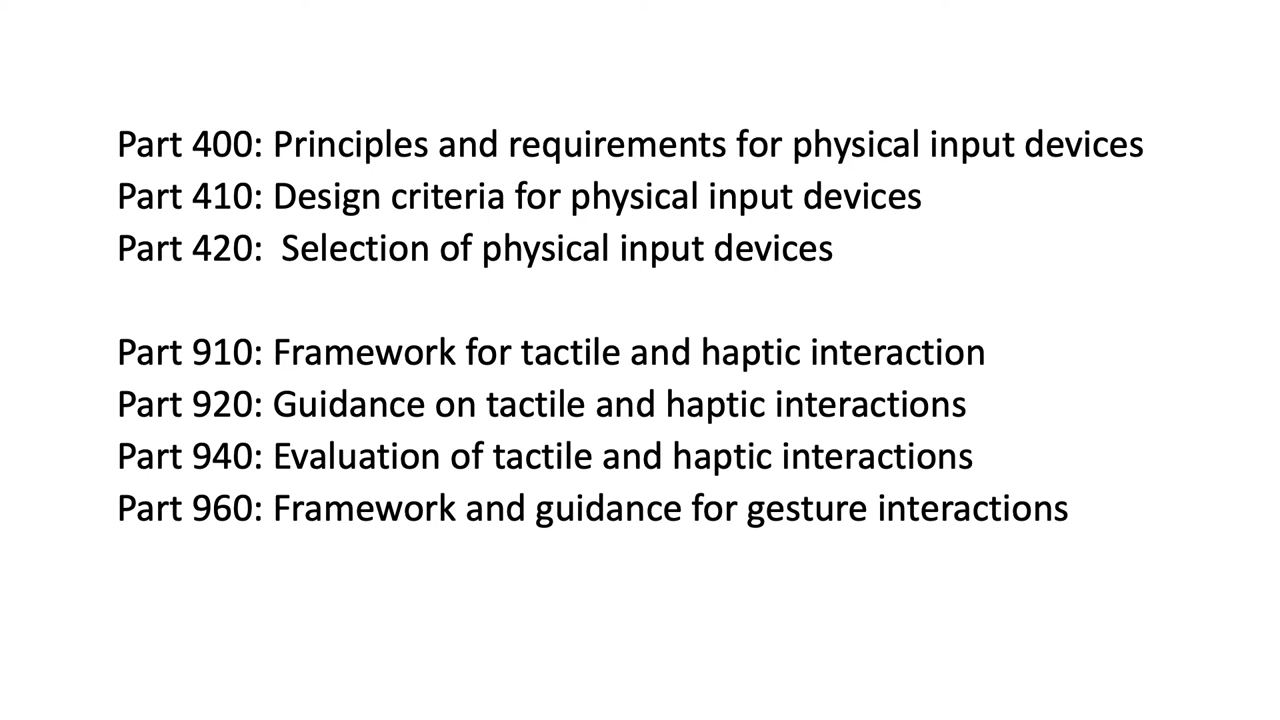 Part 400: Principles and requirements for physical input devices
Part 410: Design criteria for physical input devices
Part 420:  Selection of physical input devices
Part 910: Framework for tactile and haptic interaction
Part 920: Guidance on tactile and haptic interactions
Part 940: Evaluation of tactile and haptic interactions
Part 960: Framework and guidance for gesture interactions